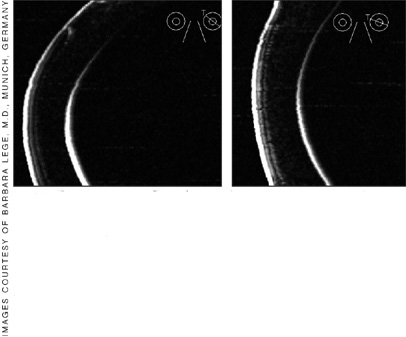 IMAGES COURTESY OF BARBARA LEGE, M.D., MUNICH, GERMANY